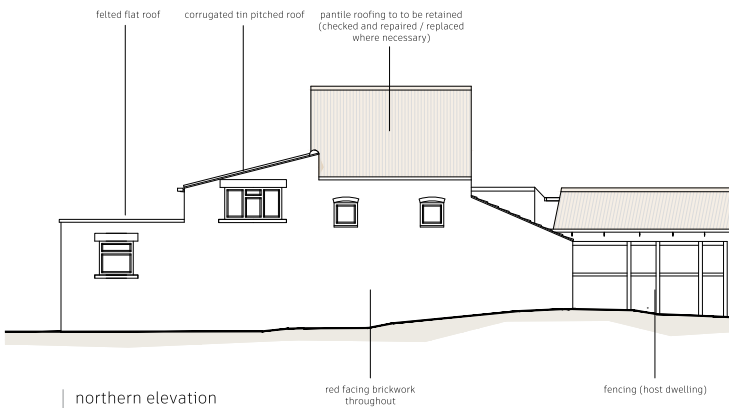 felted flat roof
corrugated tin pitched roof
pantile roofing to to be retained
(checked and repaired / replaced
where necessary)
red facing brickwork
throughout
fencing (host dwelling)
northern elevation